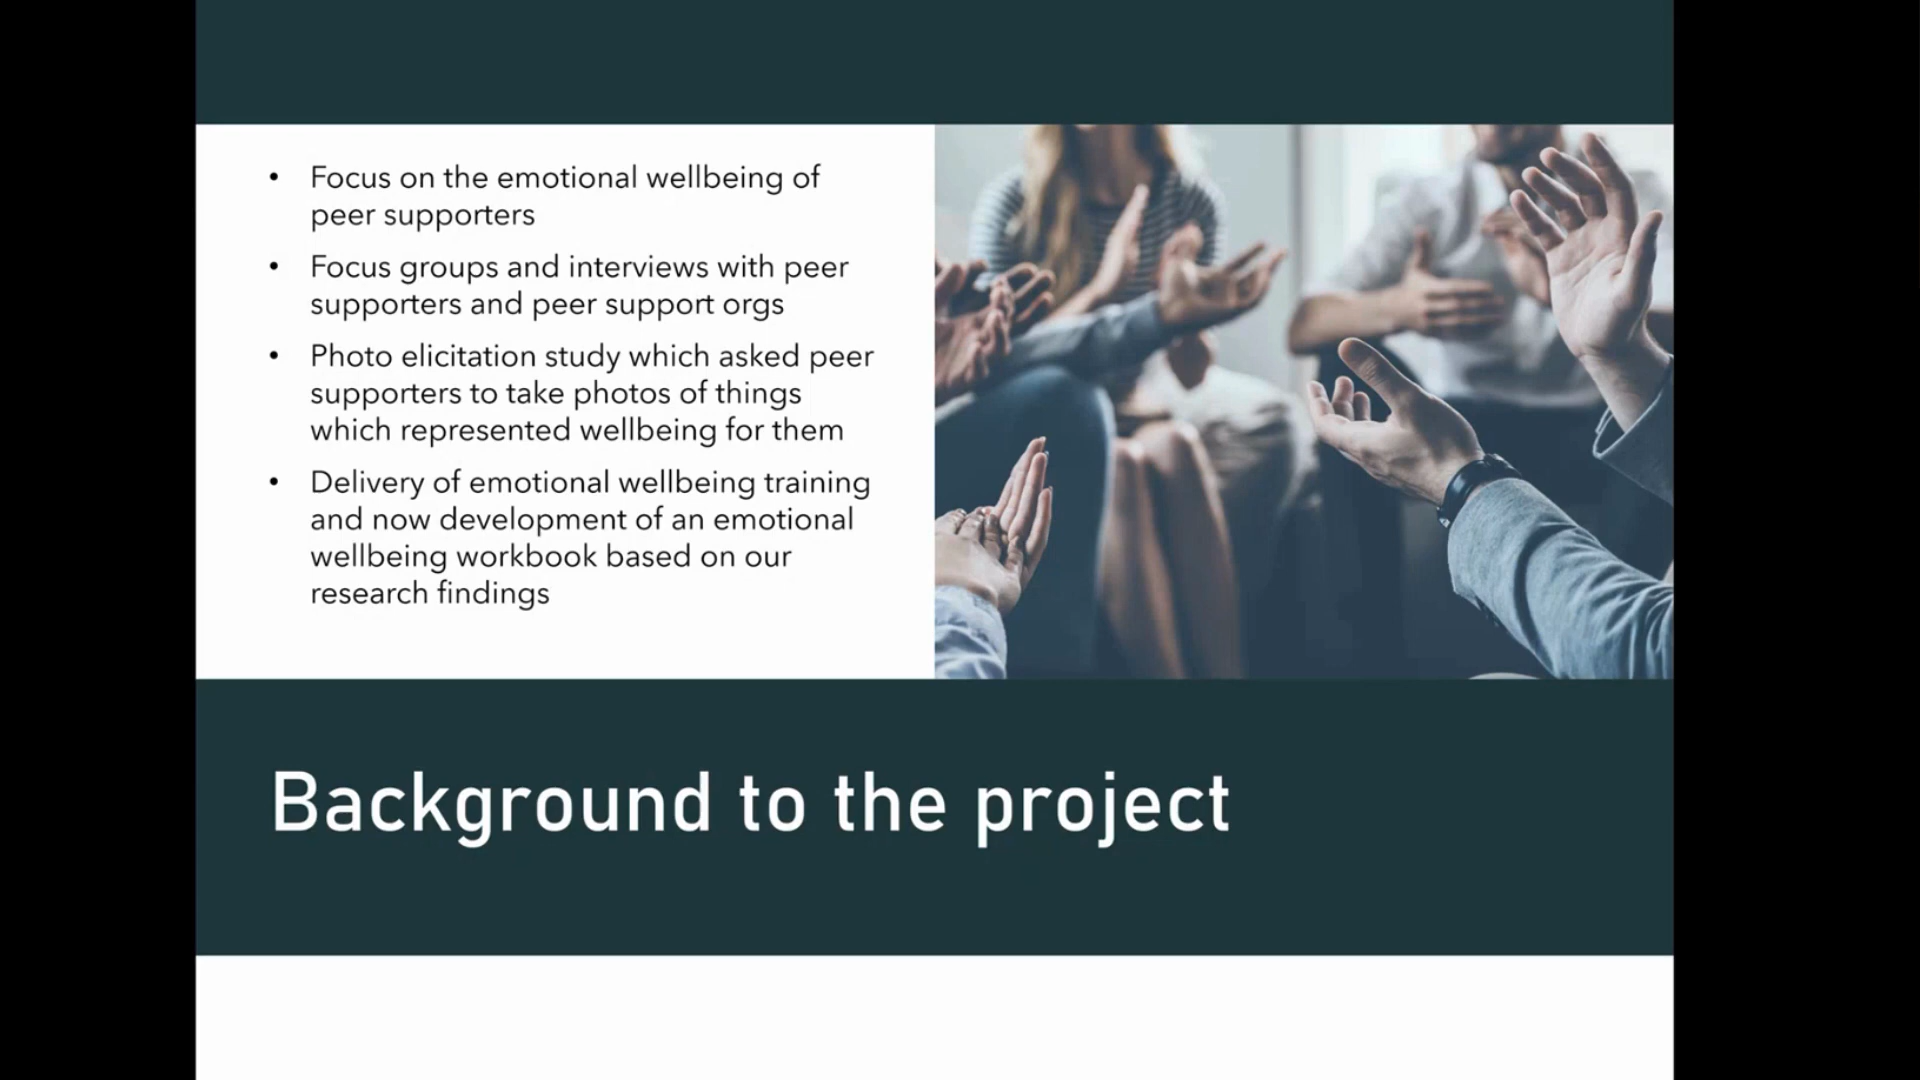 • Focus on the emotional wellbeing of
peer supporters
• Focus groups and interviews with peer
supporters and peer support orgs
• Photo elicitation study which asked peer
supporters to take photos of things
which represented wellbeing for them
• Delivery of emotional wellbeing training
and now development of an emotional
wellbeing workbook based on our
research findings
Background to the project